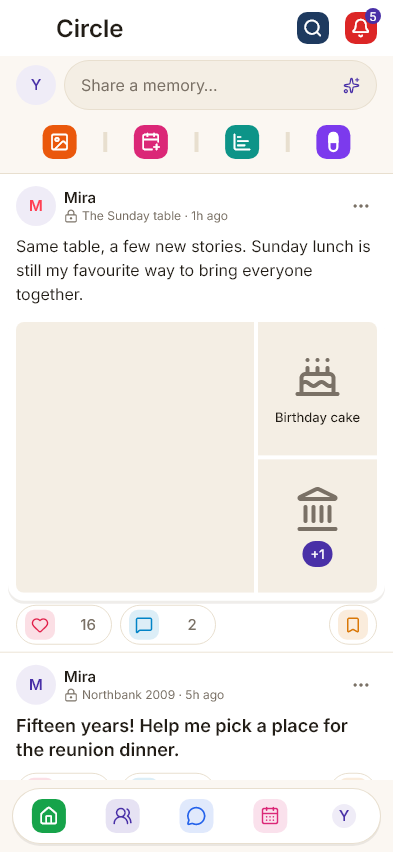 Circle
5
Y
Share a memory...
M
Mira
The Sunday table · 1h ago
Same table, a few new stories. Sunday lunch is
still my favourite way to bring everyone
together.
Birthday cake
+1
16
2
M
Mira
Northbank 2009 · 5h ago
Fifteen years! Help me pick a place for
the reunion dinner.
Y